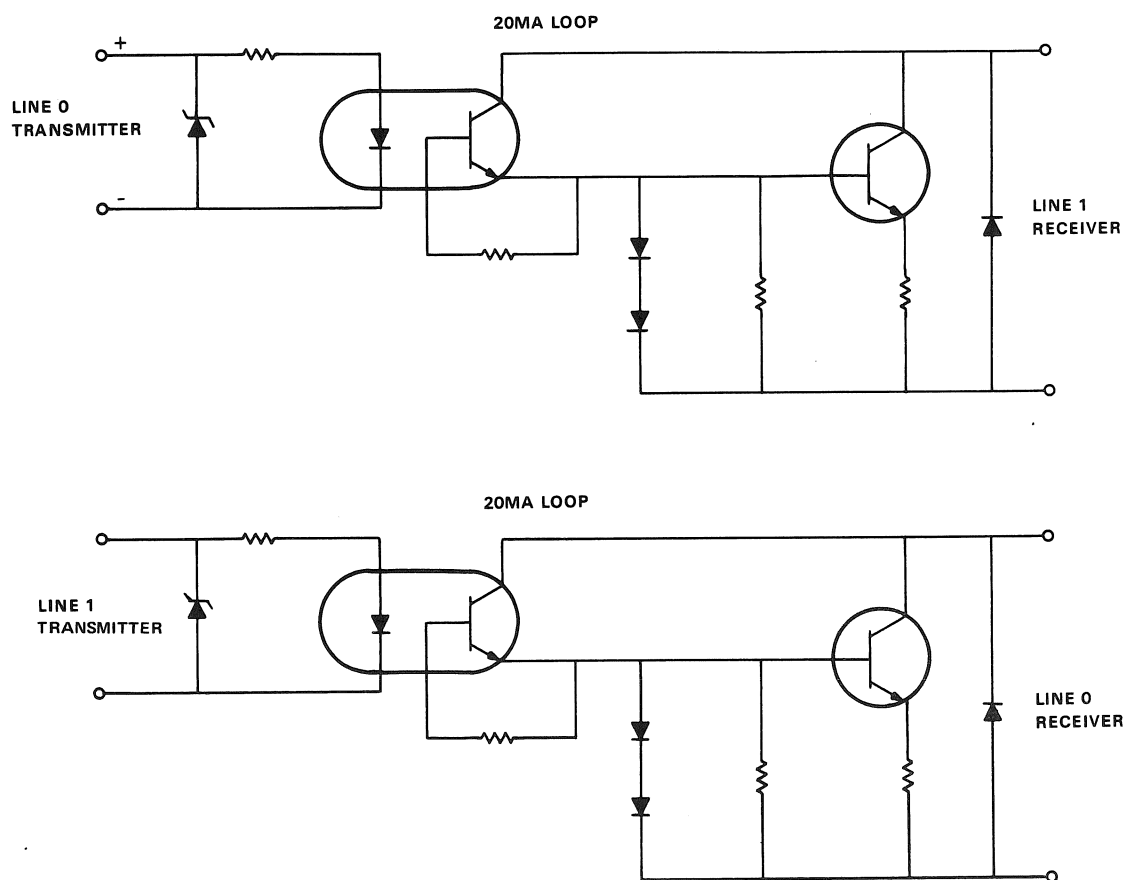 20MA LOOP
+
LINE 0
TRANSMITTER
-
LINE 1
RECEIVER
20MA LOOP
LINE 1
TRANSMITTER
LINE 0
RECEIVER